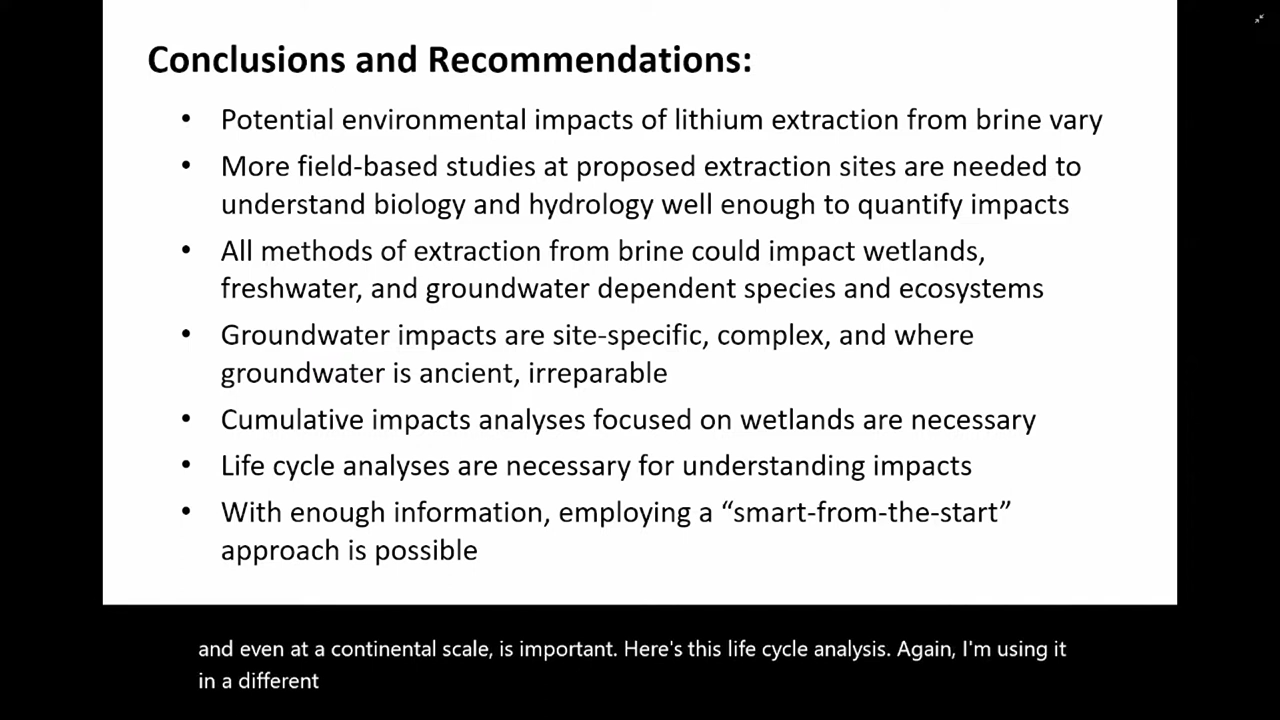 Conclusions and Recommendations:
• Potential environmental impacts of lithium extraction from brine vary
• More field-based studies at proposed extraction sites are needed to
understand biology and hydrology well enough to quantify impacts
• All methods of extraction from brine could impact wetlands,
freshwater, and groundwater dependent species and ecosystems
• Groundwater impacts are site-specific, complex, and where
groundwater is ancient, irreparable
• Cumulative impacts analyses focused on wetlands are necessary
• Life cycle analyses are necessary for understanding impacts
• With enough information, employing a “smart-from-the-start”
approach is possible
and even at a continental scale, is important. Here's this life cycle analysis. Again, I'm using it
in a different